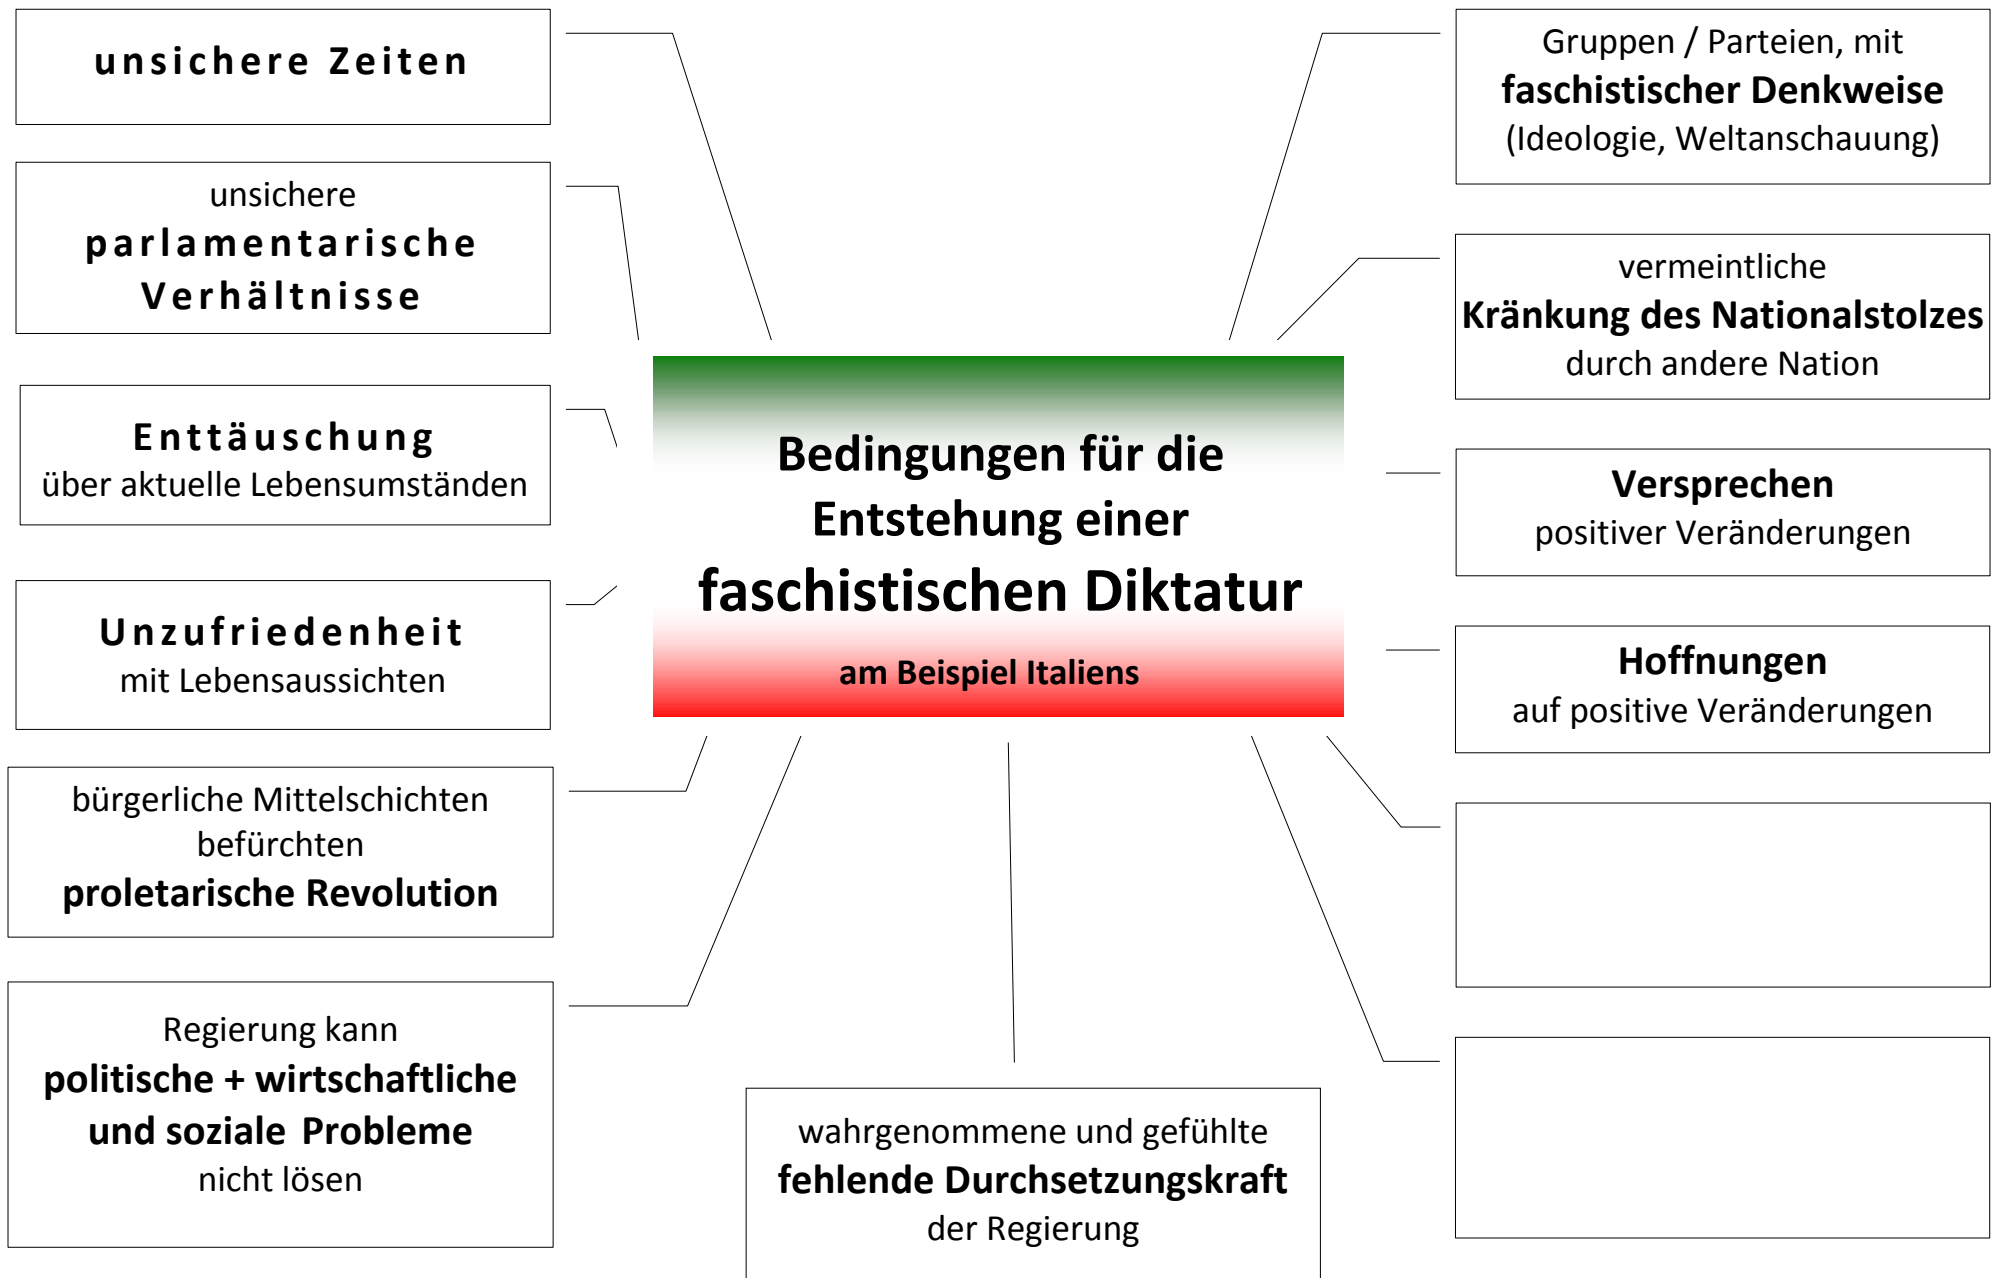 unsichere Zeiten
unsichere
parlamentarische
Verhältnisse
Enttäuschung
über aktuelle Lebensumständen
Unzufriedenheit
mit Lebensaussichten
bürgerliche Mittelschichten
befürchten
proletarische Revolution
Regierung kann
politische + wirtschaftliche
und soziale Probleme
nicht lösen
Bedingungen für die
Entstehung einer
faschistischen Diktatur
am Beispiel Italiens
wahrgenommene und gefühlte
fehlende Durchsetzungskraft
der Regierung
Gruppen / Parteien, mit
faschistischer Denkweise
(Ideologie, Weltanschauung)
vermeintliche
Kränkung des Nationalstolzes
durch andere Nation
Versprechen
positiver Veränderungen
Hoffnungen
auf positive Veränderungen